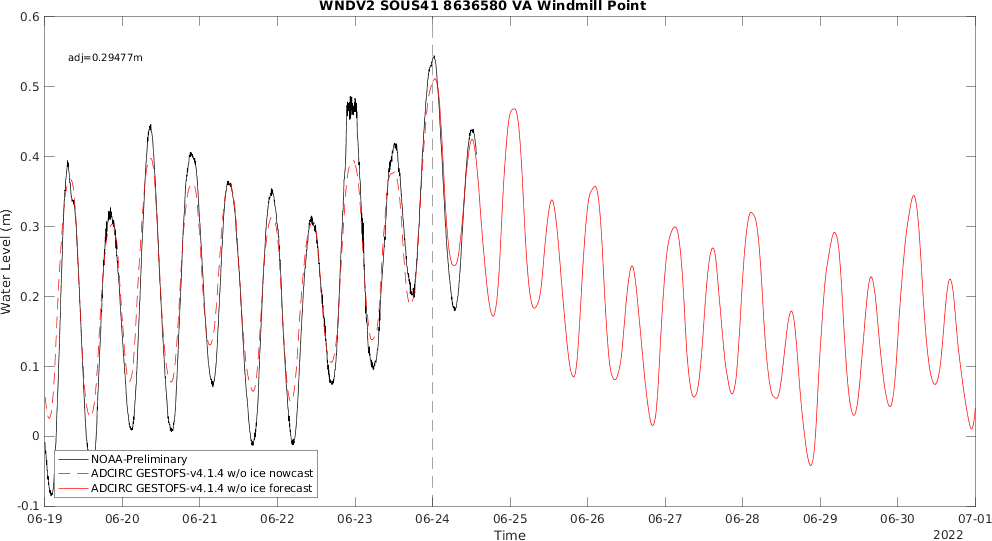 WNDV2 SOUS41 8636580 VA Windmill Point
adj=0.29477m
Water Level (m)
0.6
0.5
0.4
0.3
0.2
0.1
0
-0.1
NOAA-Preliminary
ADCIRC GESTOFS-v4.1.4 w/o ice nowcast
ADCIRC GESTOFS-v4.1.4 w/o ice forecast
06-19 06-20 06-21 06-22 06-23 06-24 06-25 06-26 06-27 06-28 06-29 06-30 07-01
Time
2022